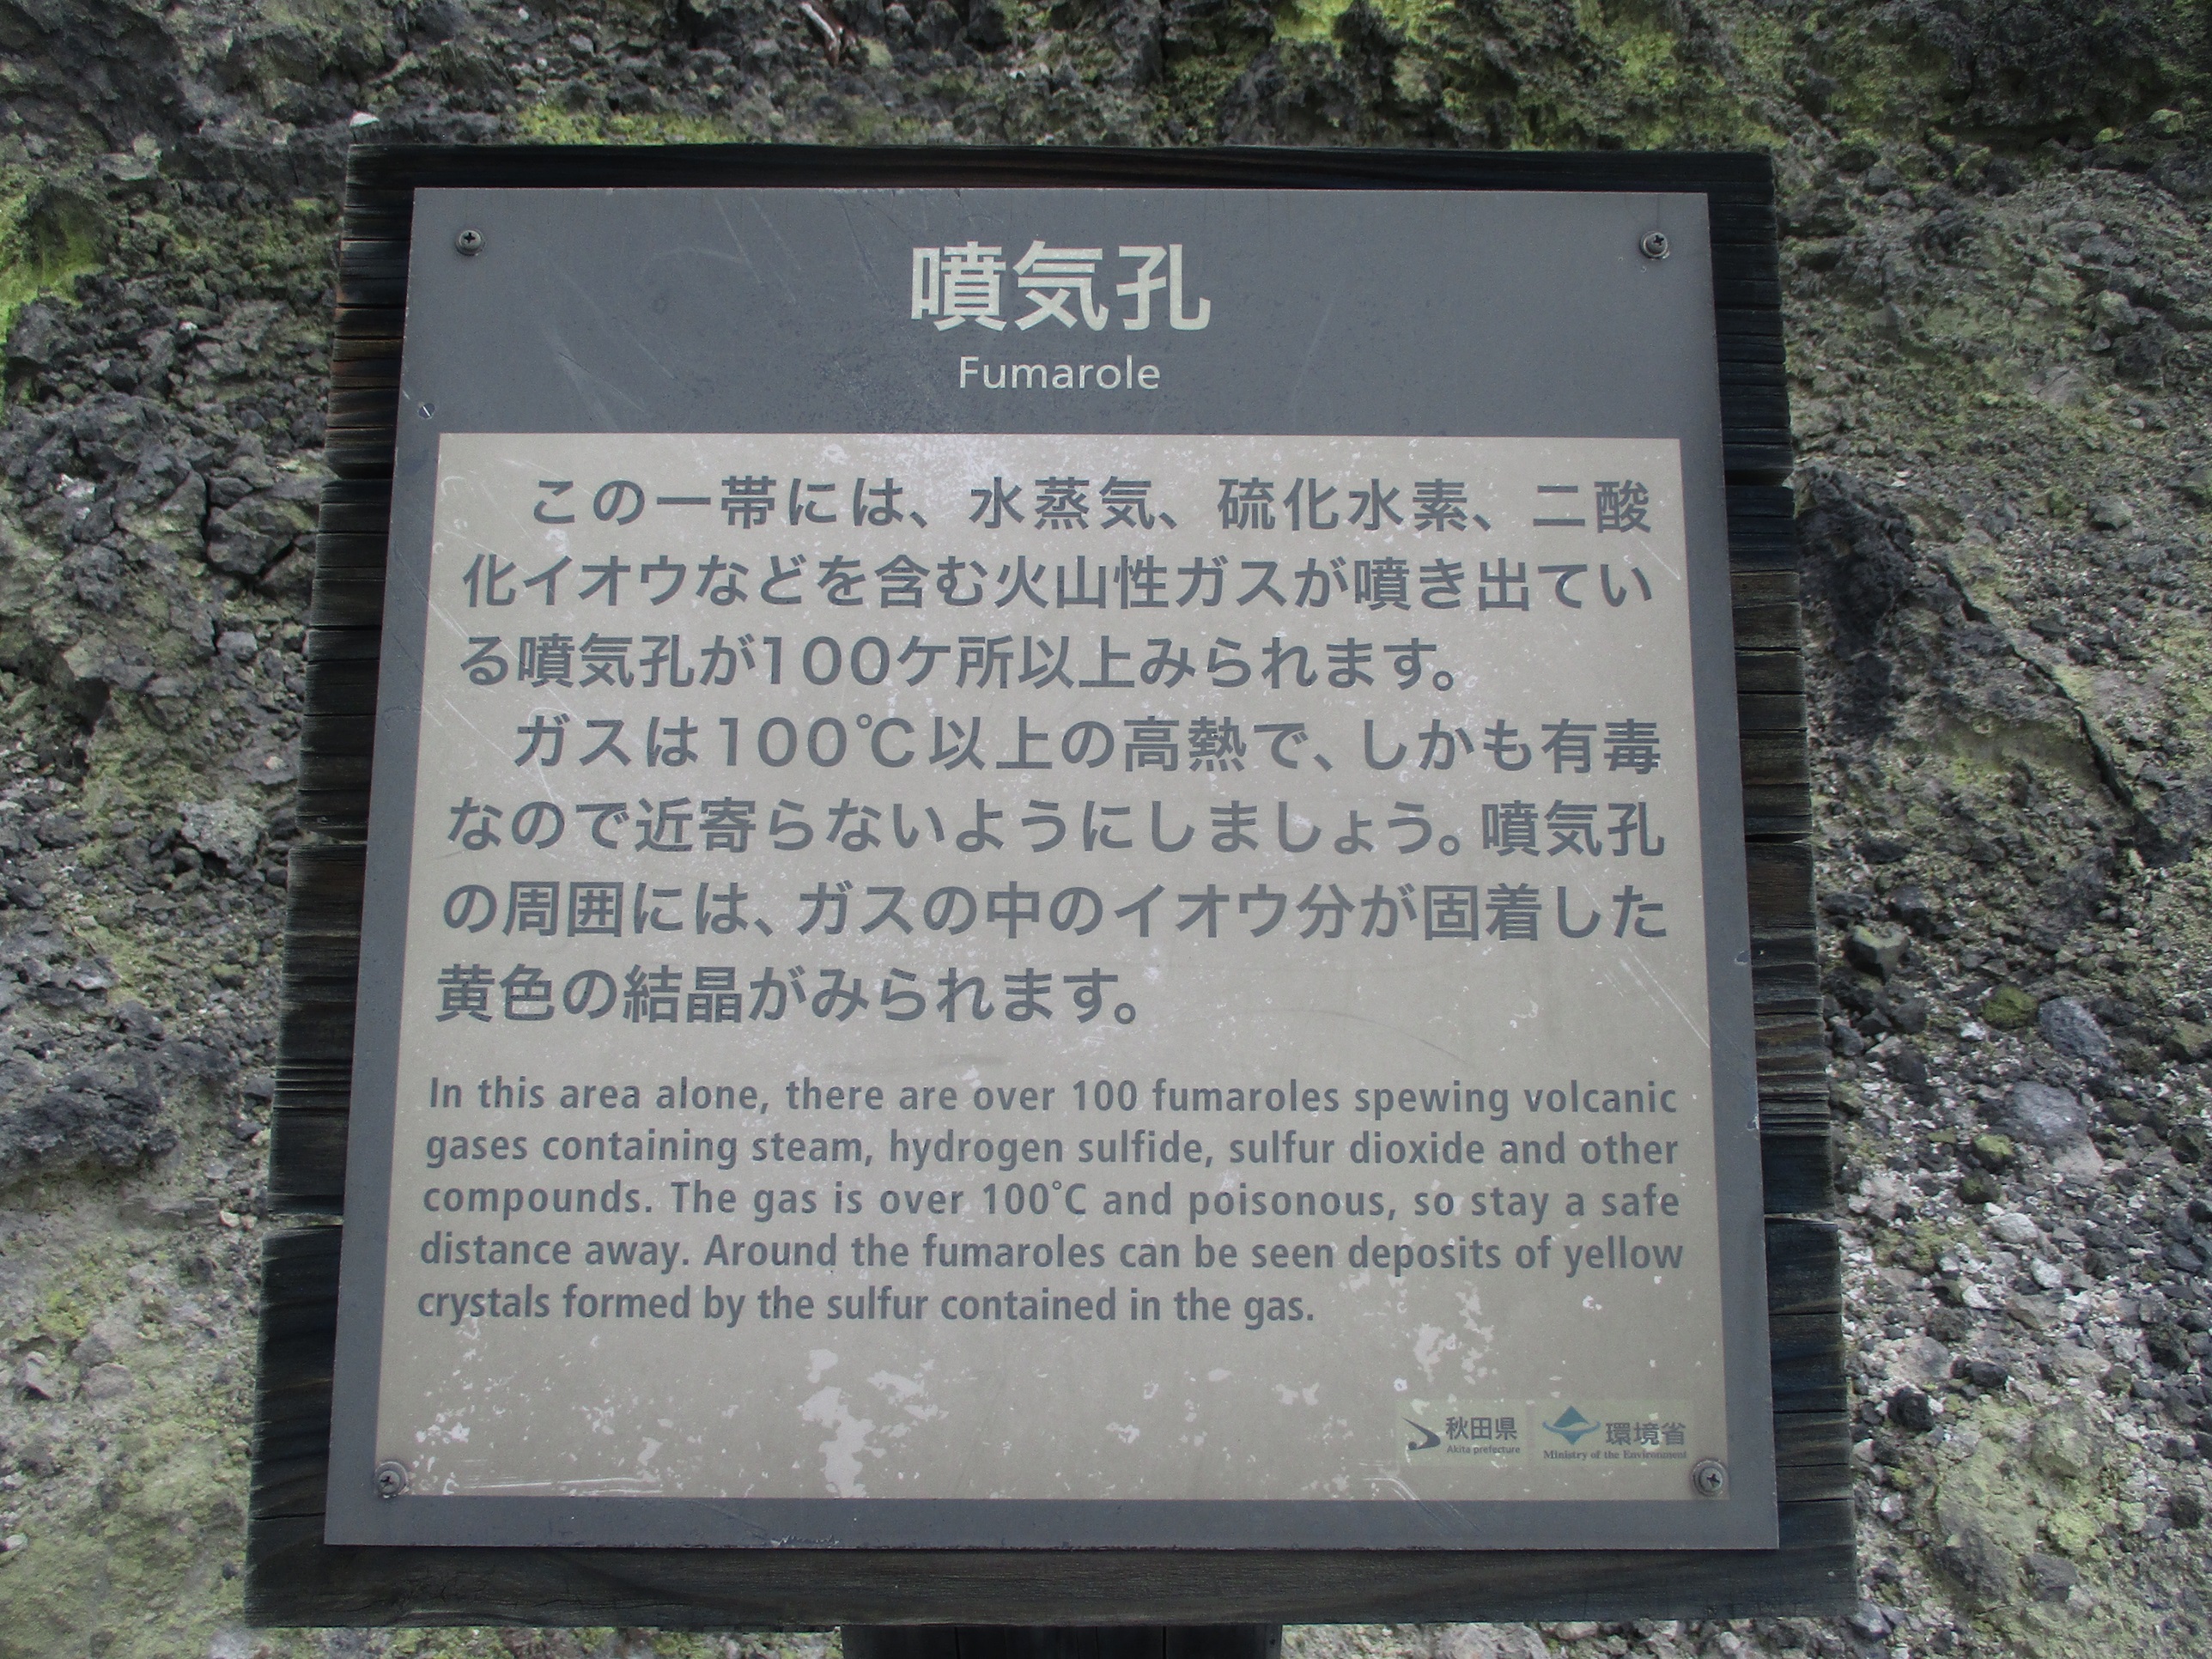 噴気孔
Fumarole
この一帯には、水蒸気、硫化水素、二酸
化イオウなどを含む火山性ガスが噴き出てい
る噴気孔が100ケ所以上みられます。
ガスは100℃以上の高熱で、しかも有毒
なので近寄らないようにしましょう。噴気孔
の周囲には、ガスの中のイオウ分が固着した
黄色の結晶がみられます。
In this area alone, there are over 100 fumaroles spewing volcanic
gases containing steam, hydrogen sulfide, sulfur dioxide and other
compounds. The gas is over 100°C and poisonous, so stay a safe
distance away. Around the fumaroles can be seen deposits of yellow
crystals formed by the sulfur contained in the gas.
秋田県
Akita prefecture
環境省
Ministry of the Environment